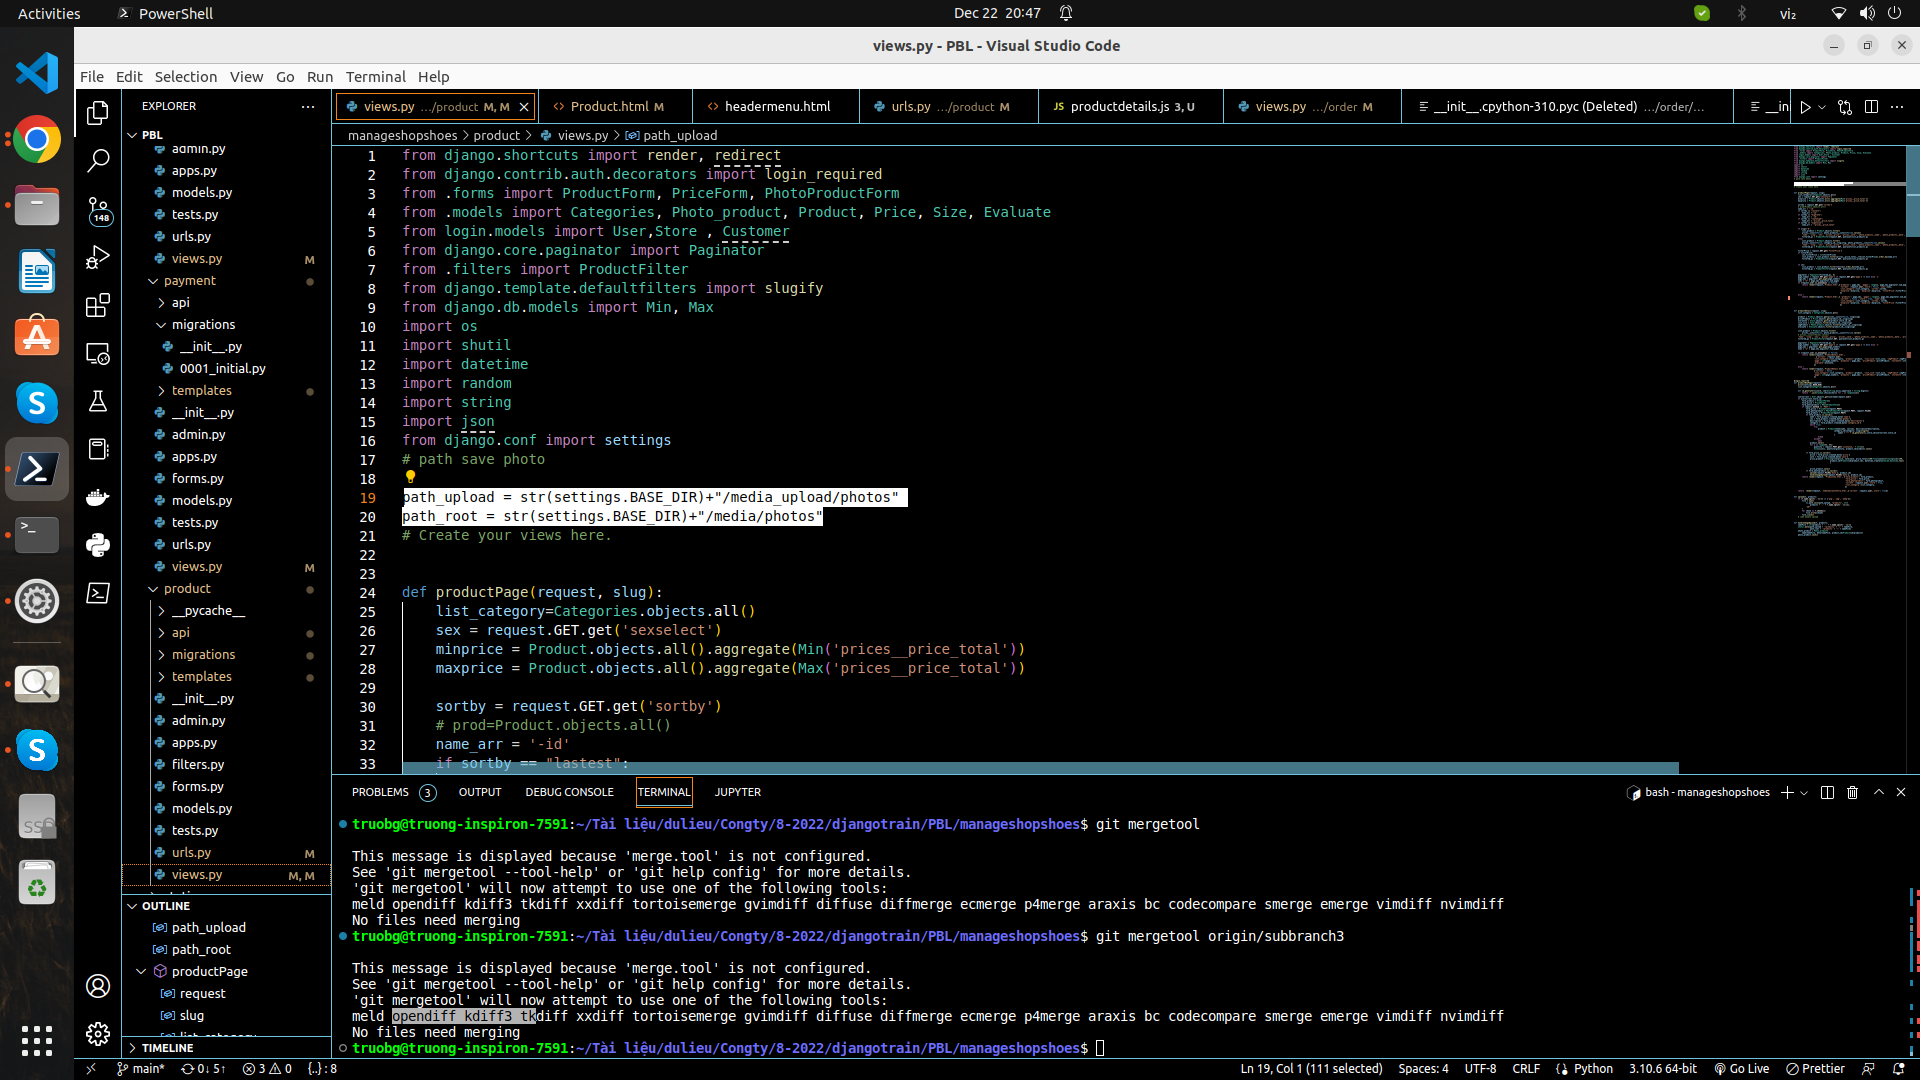 Activities
PowerShell
Dec 22 20:47
vi₂
views.py - PBL - Visual Studio Code
File Edit Selection View Go Run Terminal Help
EXPLORER
views.py .../product M, M
Product.html M
headermenu.html
urls.py .../product M
productdetails.js 3, U
views.py .../order M
__init__.cpython-310.pyc (Deleted) .../order/...
__in
manageshopshoes > product > views.py > path_upload
PBL
admin.py
apps.py
models.py
tests.py
urls.py
views.py M
payment
api
migrations
__init__.py
0001_initial.py
templates
__init__.py
admin.py
apps.py
forms.py
models.py
tests.py
urls.py
views.py M
product
__pycache__
api
migrations
templates
__init__.py
admin.py
apps.py
filters.py
forms.py
models.py
tests.py
urls.py M
views.py M, M
OUTLINE
path_upload
path_root
productPage
request
slug
TIMELINE
148
1 from django.shortcuts import render, redirect
2 from django.contrib.auth.decorators import login_required
3 from .forms import ProductForm, PriceForm, PhotoProductForm
4 from .models import Categories, Photo_product, Product, Price, Size, Evaluate
5 from login.models import User,Store , Customer
6 from django.core.paginator import Paginator
7 from .filters import ProductFilter
8 from django.template.defaultfilters import slugify
9 from django.db.models import Min, Max
10 import os
11 import shutil
12 import datetime
13 import random
14 import string
15 import json
16 from django.conf import settings
17 # path save photo
18
19 path_upload = str(settings.BASE_DIR)+"/media_upload/photos"
20 path_root = str(settings.BASE_DIR)+"/media/photos"
21 # Create your views here.
22
23
24 def productPage(request, slug):
25 list_category=Categories.objects.all()
26 sex = request.GET.get('sexselect')
27 minprice = Product.objects.all().aggregate(Min('prices__price_total'))
28 maxprice = Product.objects.all().aggregate(Max('prices__price_total'))
29
30 sortby = request.GET.get('sortby')
31 # prod=Product.objects.all()
32 name_arr = '-id'
33 if sortby == "lastest":
PROBLEMS 3 OUTPUT DEBUG CONSOLE TERMINAL JUPYTER
bash - manageshopshoes
truobg@truong-inspiron-7591:~/Tài liệu/dulieu/Congty/8-2022/djangotrain/PBL/manageshopshoes$ git mergetool
This message is displayed because 'merge.tool' is not configured.
See 'git mergetool --tool-help' or 'git help config' for more details.
'git mergetool' will now attempt to use one of the following tools:
meld opendiff kdiff3 tkdiff xxdiff tortoisemerge gvimdiff diffuse diffmerge ecmerge p4merge araxis bc codecompare smerge emerge vimdiff nvimdiff
No files need merging
truobg@truong-inspiron-7591:~/Tài liệu/dulieu/Congty/8-2022/djangotrain/PBL/manageshopshoes$ git mergetool origin/subbranch3
This message is displayed because 'merge.tool' is not configured.
See 'git mergetool --tool-help' or 'git help config' for more details.
'git mergetool' will now attempt to use one of the following tools:
meld opendiff kdiff3 tkdiff xxdiff tortoisemerge gvimdiff diffuse diffmerge ecmerge p4merge araxis bc codecompare smerge emerge vimdiff nvimdiff
No files need merging
truobg@truong-inspiron-7591:~/Tài liệu/dulieu/Congty/8-2022/djangotrain/PBL/manageshopshoes$
main* 0↓ 5↑ 3 0 {..} : 8
Ln 19, Col 1 (111 selected) Spaces: 4 UTF-8 CRLF Python 3.10.6 64-bit Go Live Prettier